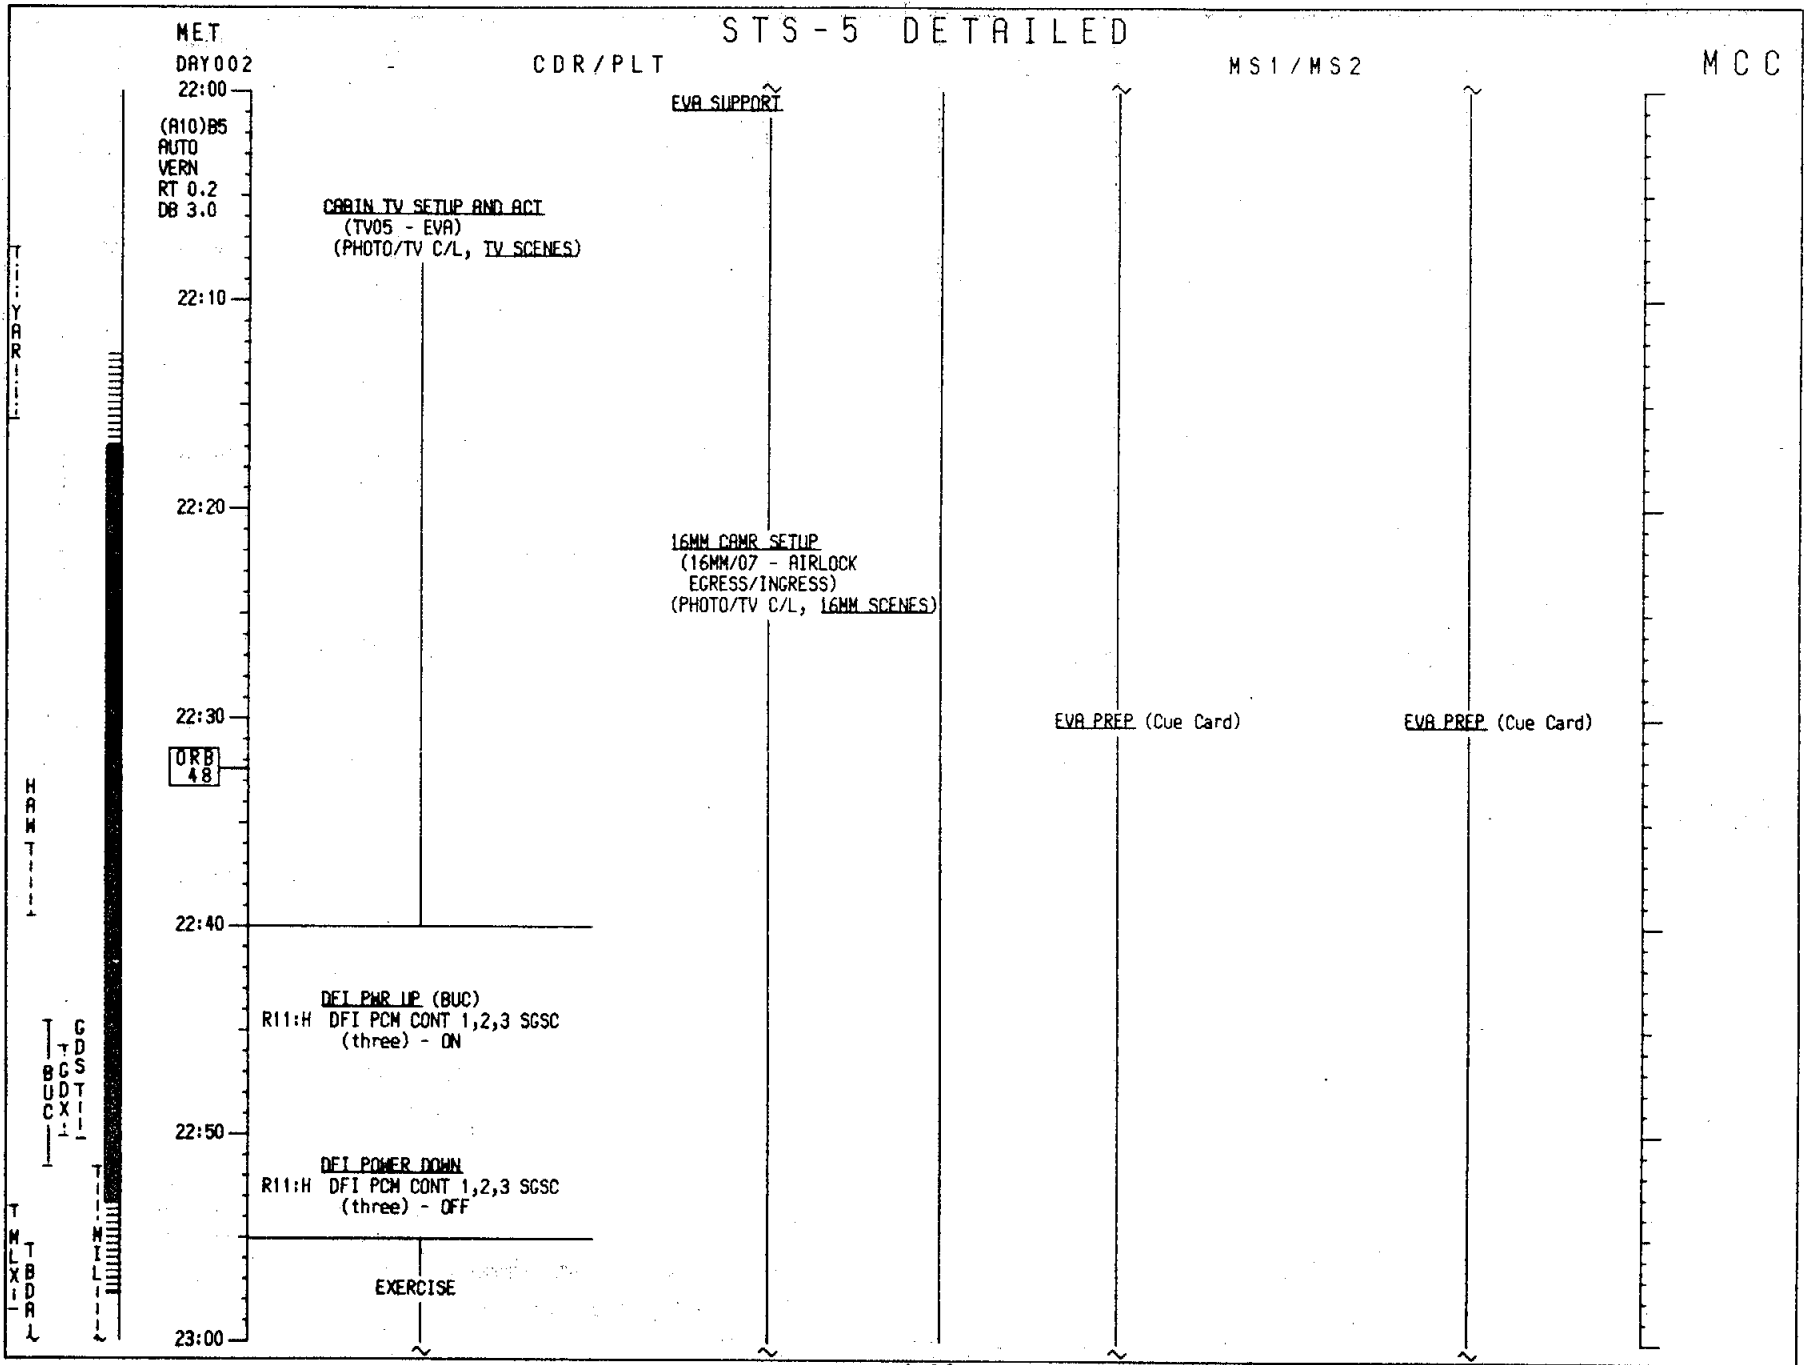 STS-5 DETAILED
MET
DAY002
CDR/PLT
MS1/MS2
MCC
22:00
(A10)B5
AUTO
VERN
RT 0.2
DB 3.0
EVA SUPPORT
CABIN TV SETUP AND ACT
(TV05 - EVA)
(PHOTO/TV C/L, TV SCENES)
YAR
22:10
22:20
16MM CAMR SETUP
(16MM/07 - AIRLOCK
EGRESS/INGRESS)
(PHOTO/TV C/L, 16MM SCENES)
22:30
EVA PREP (Cue Card)
EVA PREP (Cue Card)
ORB
48
HAW
22:40
DFI PWR UP (BUC)
R11:H DFI PCM CONT 1,2,3 SGSC
(three) - ON
BUC
GDX
GDS
22:50
DFI POWER DOWN
R11:H DFI PCM CONT 1,2,3 SGSC
(three) - OFF
MLX
BDA
MIL
EXERCISE
23:00